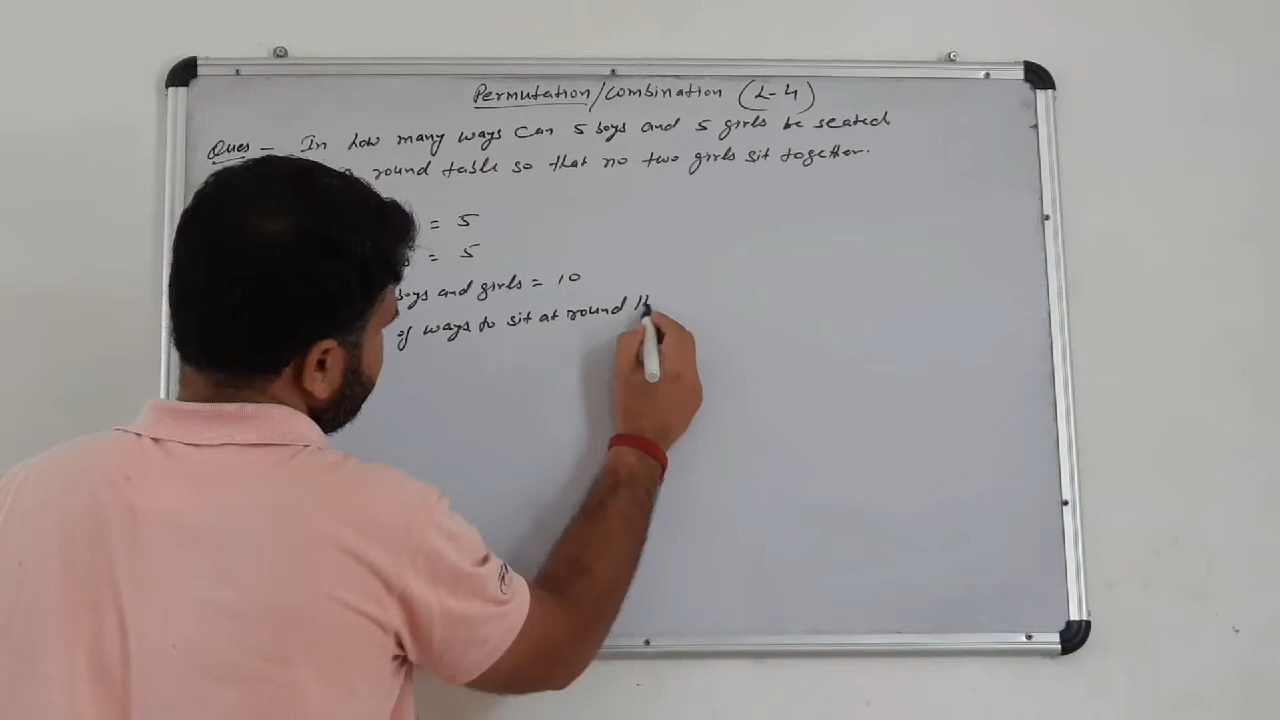 Permutation/Combination (L-4)
Ques - In how many ways can 5 boys and 5 girls be seated
round table so that no two girls sit together.
= 5
= 5
boys and girls = 10
of ways to sit at round